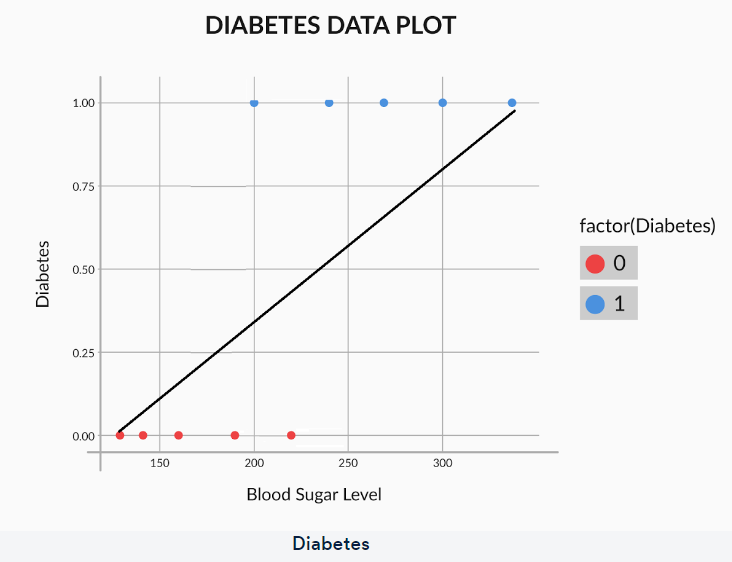 DIABETES DATA PLOT
1.00
0.75
0.50
0.25
0.00
Diabetes
150 200 250 300
Blood Sugar Level
factor(Diabetes)
0
1
Diabetes